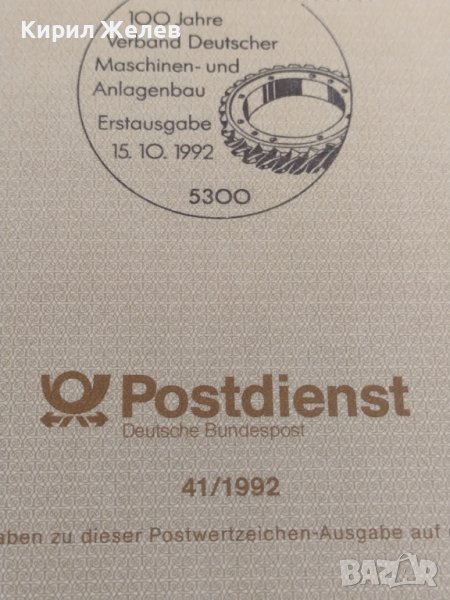 Кирил Желев
100 Jahre
Verband Deutscher
Maschinen- und
Anlagenbau
Erstausgabe
15. 10. 1992
5300
Postdienst
Deutsche Bundespost
41/1992
aben zu dieser Postwertzeichen-Ausgabe auf
BAZAR